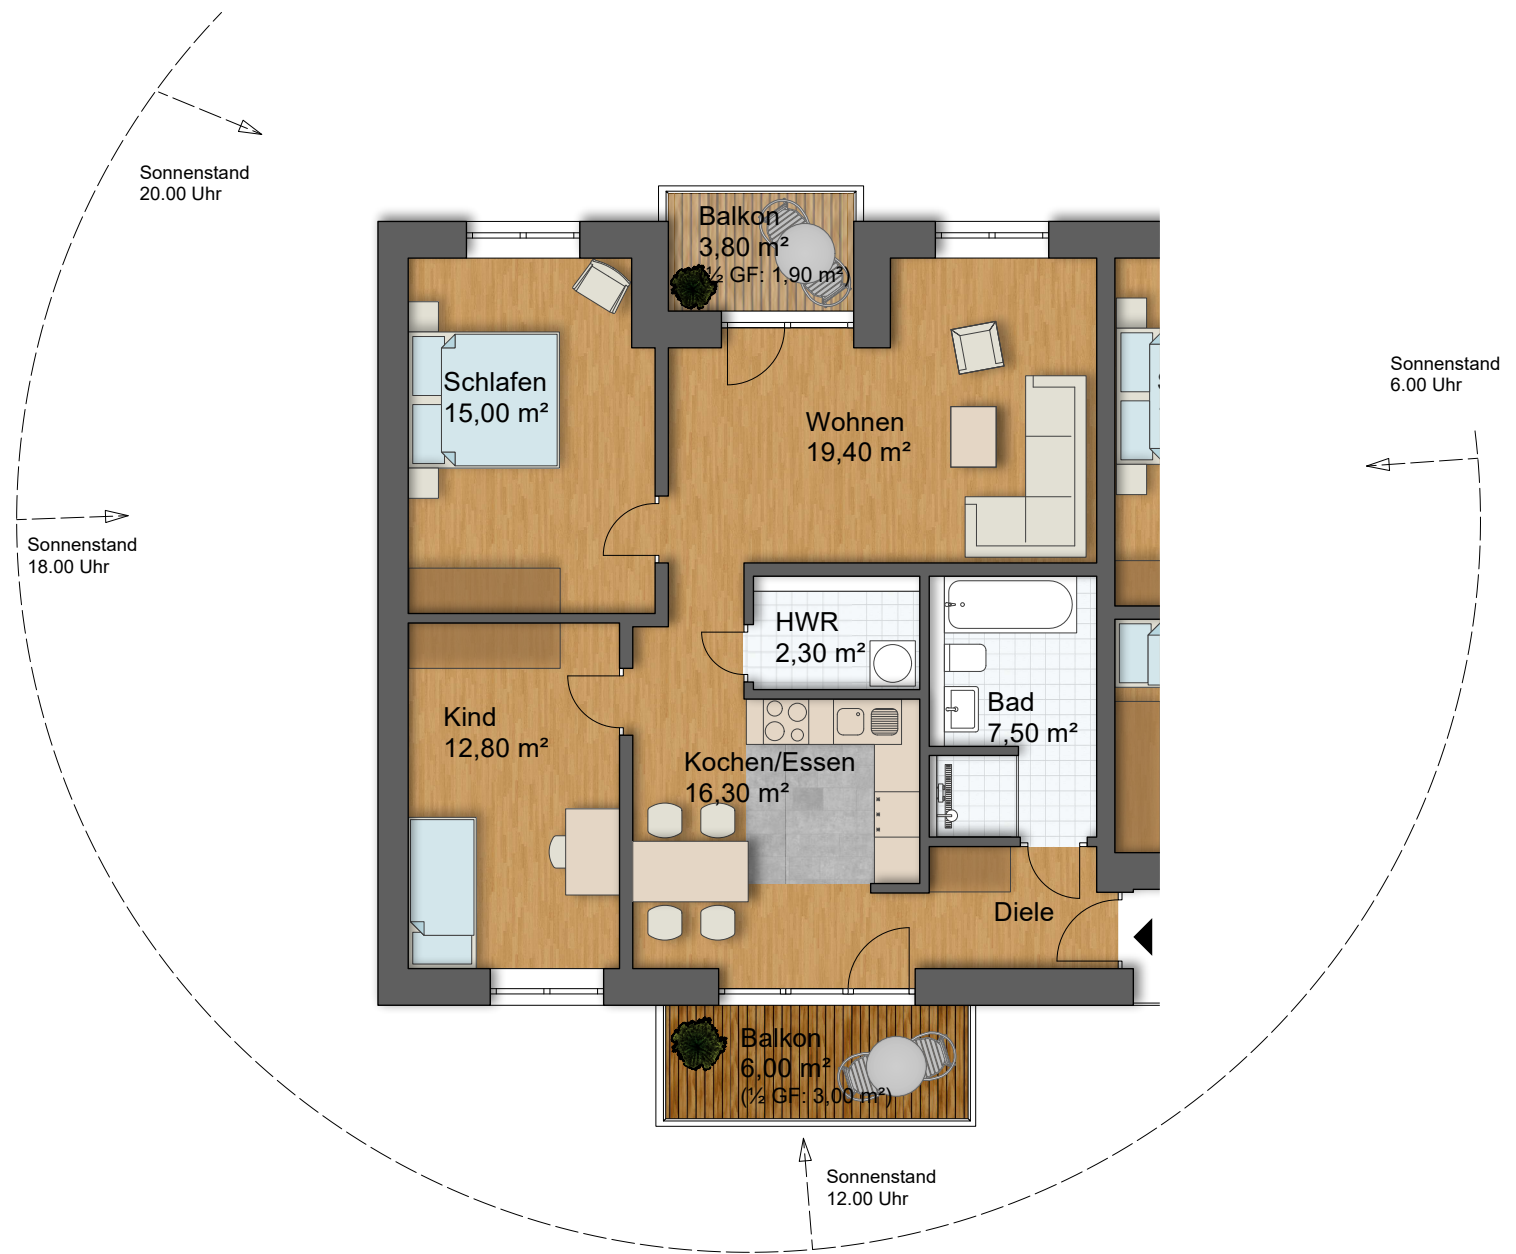 Sonnenstand
20.00 Uhr
Balkon
3,80 m²
(½ GF: 1,90 m²)
Sonnenstand
6.00 Uhr
Schlafen
15,00 m²
Wohnen
19,40 m²
Sonnenstand
18.00 Uhr
HWR
2,30 m²
Bad
7,50 m²
Kind
12,80 m²
Kochen/Essen
16,30 m²
Diele
Balkon
6,00 m²
(½ GF: 3,00 m²)
Sonnenstand
12.00 Uhr